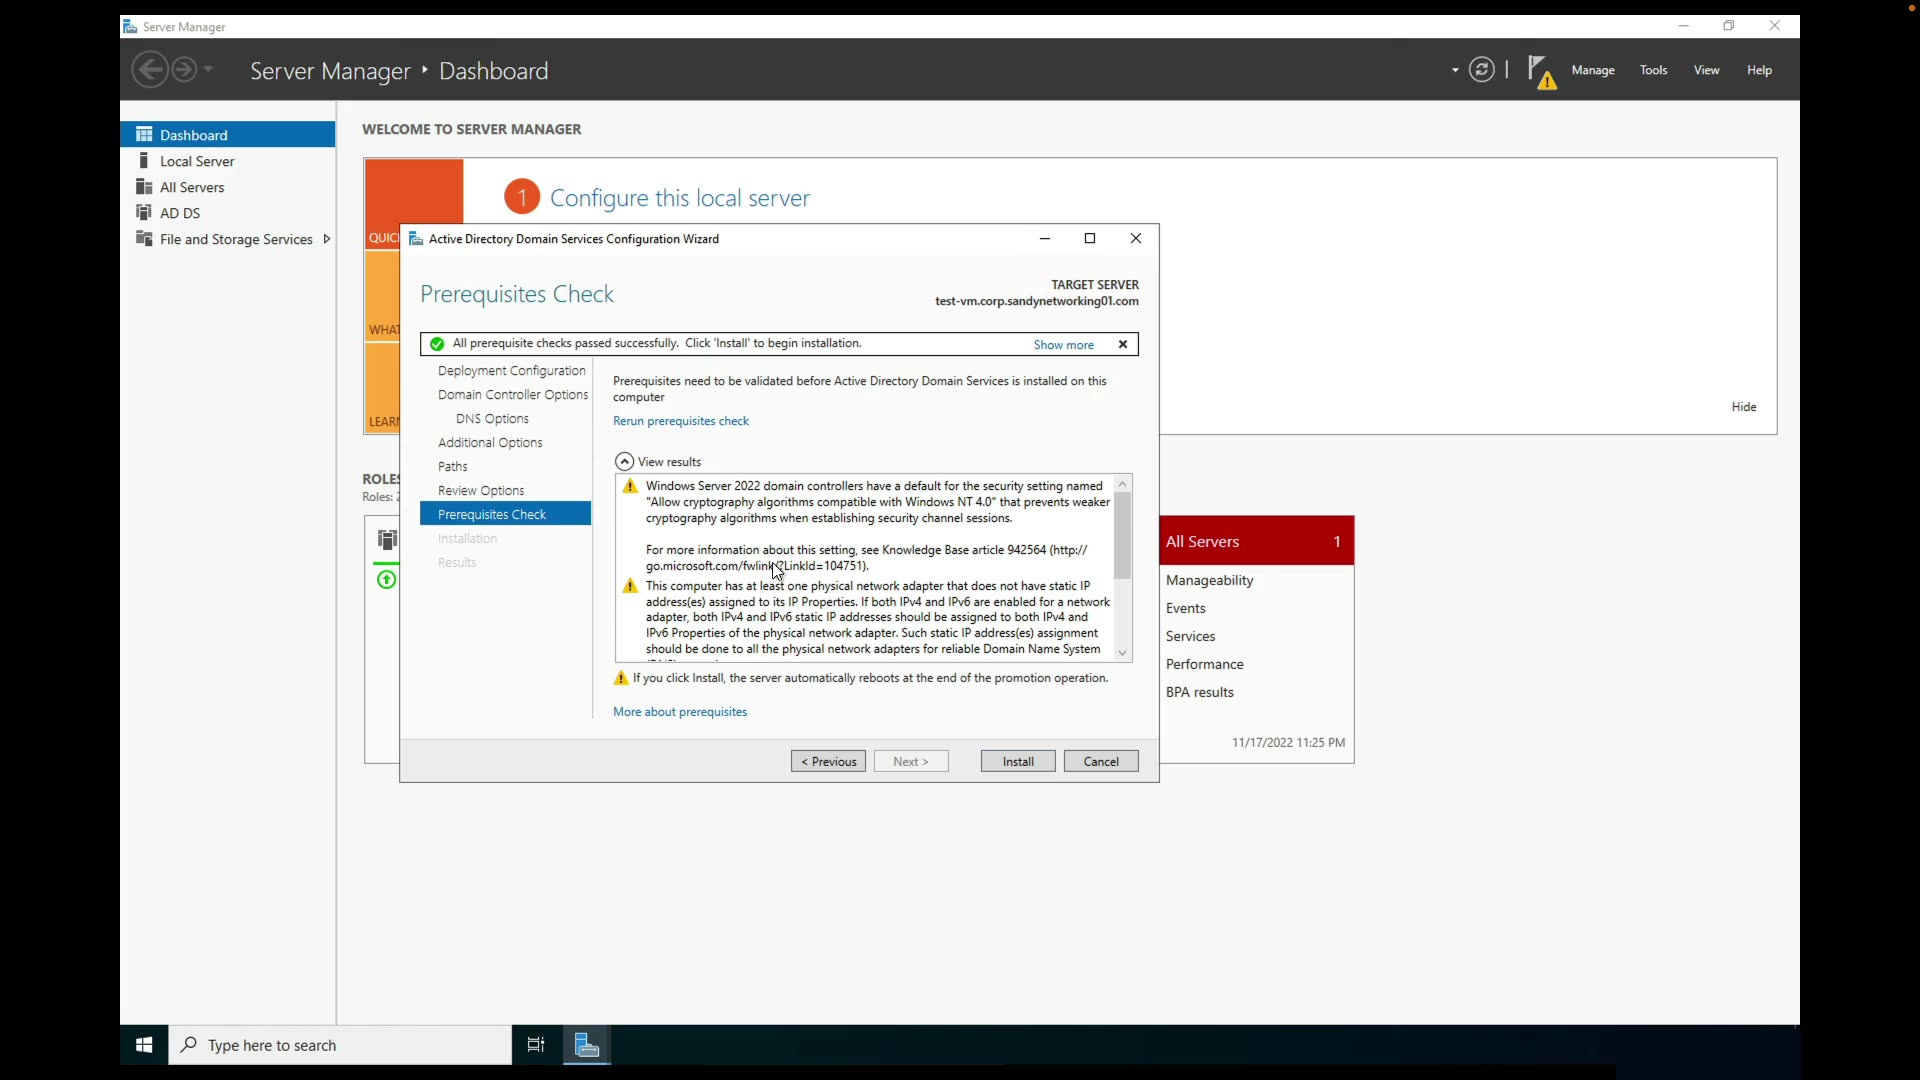 Server Manager
Server Manager ‣ Dashboard
Manage Tools View Help
Dashboard
Local Server
All Servers
AD DS
File and Storage Services
WELCOME TO SERVER MANAGER
1 Configure this local server
QUIC
WHAT
LEARN
Hide
ROLES
Roles: 2
Active Directory Domain Services Configuration Wizard
Prerequisites Check
TARGET SERVER
test-vm.corp.sandynetworking01.com
All prerequisite checks passed successfully. Click 'Install' to begin installation.
Show more
Deployment Configuration
Domain Controller Options
DNS Options
Additional Options
Paths
Review Options
Prerequisites Check
Installation
Results
Prerequisites need to be validated before Active Directory Domain Services is installed on this
computer
Rerun prerequisites check
View results
Windows Server 2022 domain controllers have a default for the security setting named
"Allow cryptography algorithms compatible with Windows NT 4.0" that prevents weaker
cryptography algorithms when establishing security channel sessions.
For more information about this setting, see Knowledge Base article 942564 (http://
go.microsoft.com/fwlink/?LinkId=104751).
This computer has at least one physical network adapter that does not have static IP
address(es) assigned to its IP Properties. If both IPv4 and IPv6 are enabled for a network
adapter, both IPv4 and IPv6 static IP addresses should be assigned to both IPv4 and
IPv6 Properties of the physical network adapter. Such static IP address(es) assignment
should be done to all the physical network adapters for reliable Domain Name System
If you click Install, the server automatically reboots at the end of the promotion operation.
More about prerequisites
< Previous
Next >
Install
Cancel
All Servers 1
Manageability
Events
Services
Performance
BPA results
11/17/2022 11:25 PM
Type here to search